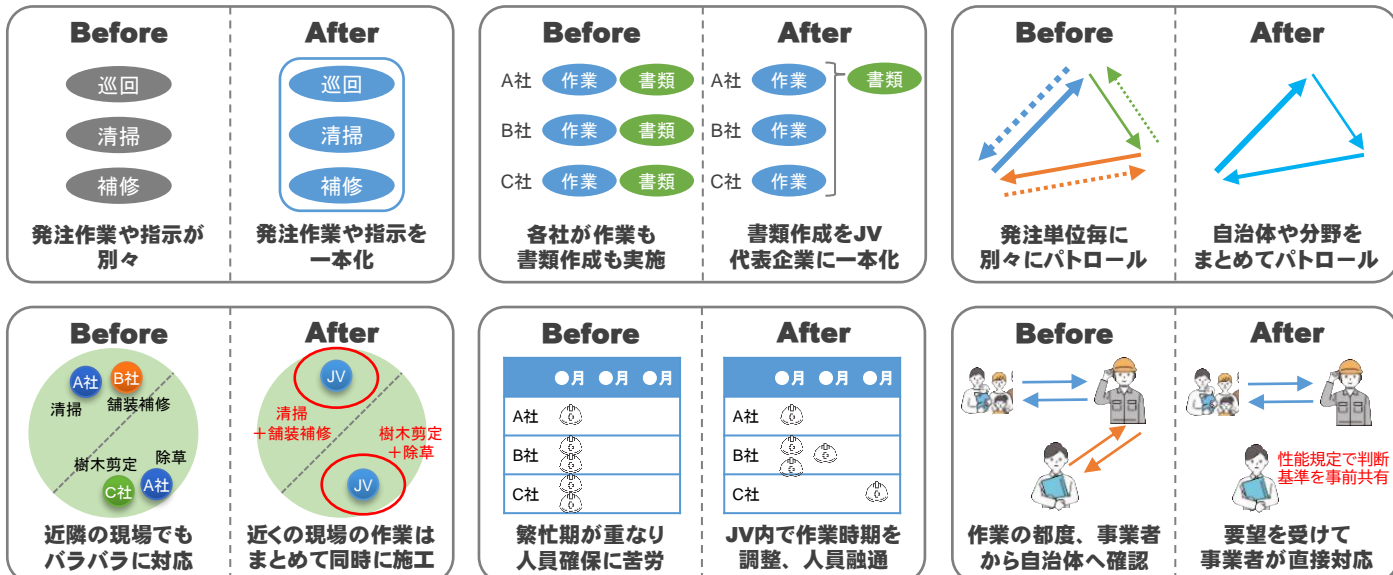 Before
After
巡回
清掃
補修
巡回
清掃
補修
発注作業や指示が
別々
発注作業や指示を
一本化
Before
After
A社 作業 書類
B社 作業 書類
C社 作業 書類
A社 作業
B社 作業
C社 作業
書類
各社が作業も
書類作成も実施
書類作成をJV
代表企業に一本化
Before
After
発注単位毎に
別々にパトロール
自治体や分野を
まとめてパトロール
Before
After
A社
B社
清掃
舗装補修
樹木剪定
除草
C社
A社
JV
清掃
+舗装補修
樹木剪定
+除草
JV
近隣の現場でも
バラバラに対応
近くの現場の作業は
まとめて同時に施工
Before
After
●月 ●月 ●月
A社
B社
C社
●月 ●月 ●月
A社
B社
C社
繁忙期が重なり
人員確保に苦労
JV内で作業時期を
調整、人員融通
Before
After
性能規定で判断
基準を事前共有
作業の都度、事業者
から自治体へ確認
要望を受けて
事業者が直接対応